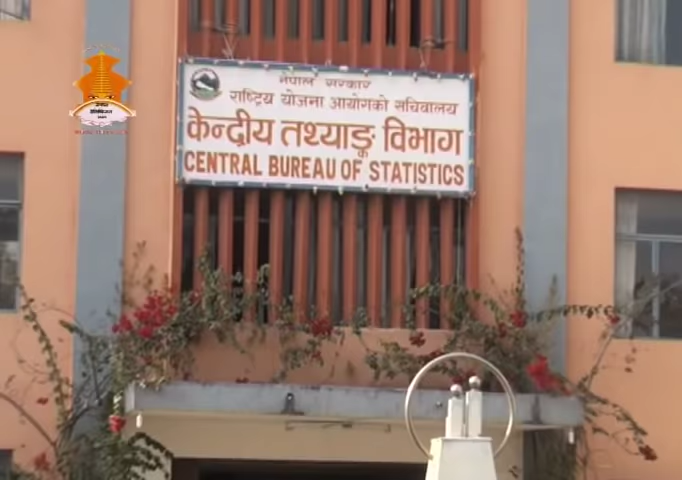 नेपाल सरकार
राष्ट्रिय योजना आयोगको सचिवालय
केन्द्रीय तथ्याङ्क विभाग
CENTRAL BUREAU OF STATISTICS